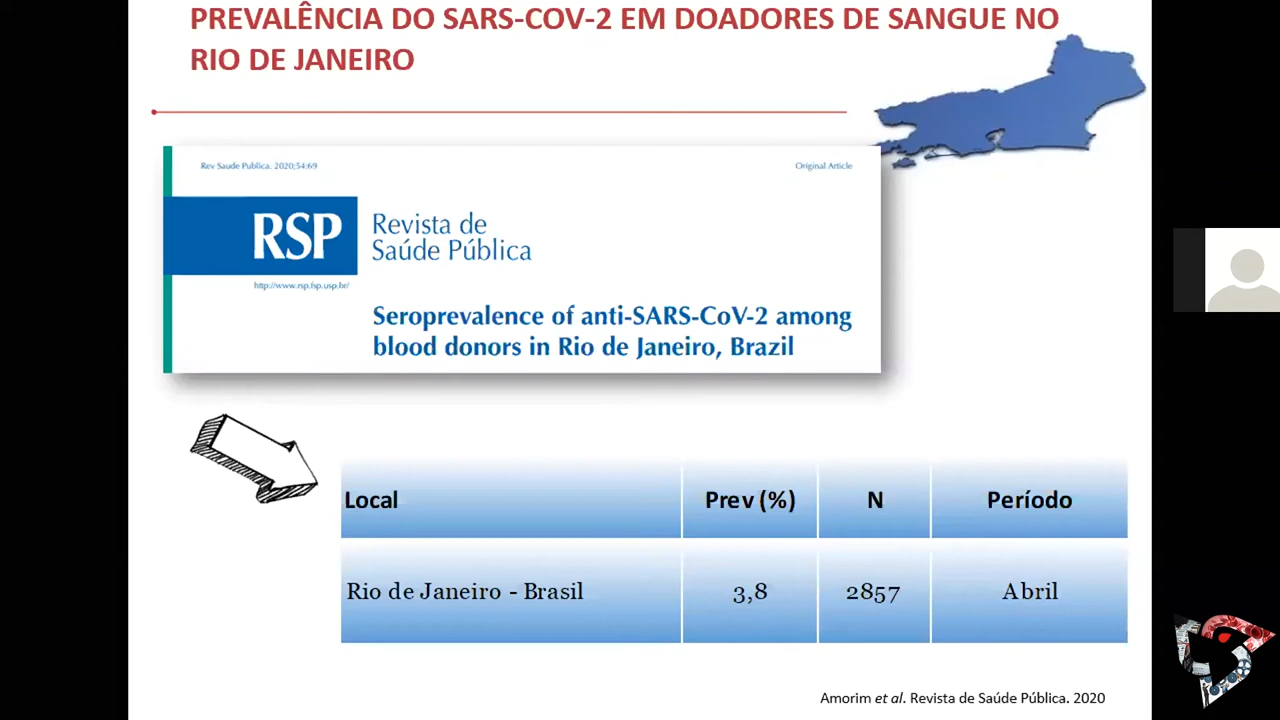 PREVALÊNCIA DO SARS-COV-2 EM DOADORES DE SANGUE NO
RIO DE JANEIRO
Rev Saude Publica. 2020;54:69
Original Article
RSP
Revista de
Saúde Pública
http://www.rsp.fsp.usp.br/
Seroprevalence of anti-SARS-CoV-2 among
blood donors in Rio de Janeiro, Brazil
Local Prev (%) N Período
Rio de Janeiro - Brasil 3,8 2857 Abril
Amorim et al. Revista de Saúde Pública. 2020